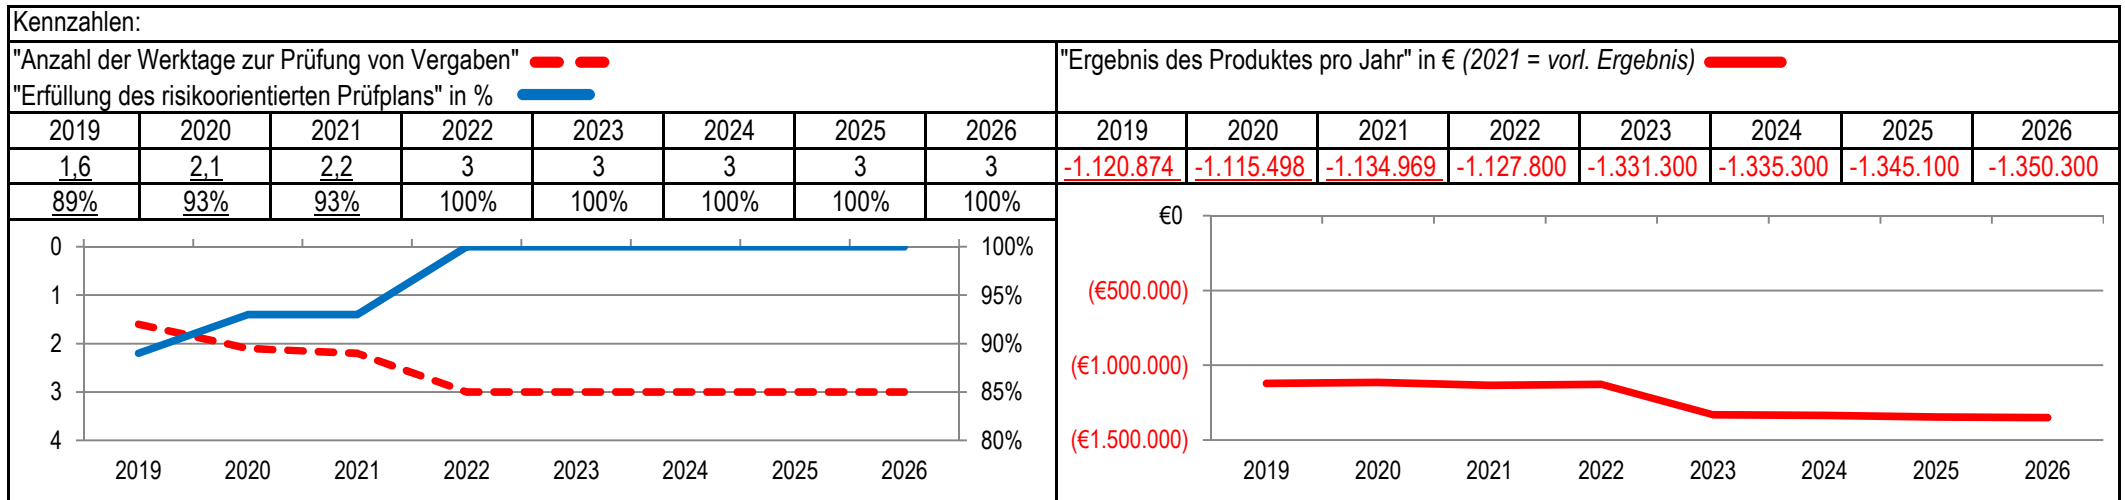 Kennzahlen:
"Anzahl der Werktage zur Prüfung von Vergaben"
"Erfüllung des risikoorientierten Prüfplans" in %
"Ergebnis des Produktes pro Jahr" in € (2021 = vorl. Ergebnis)
2019 2020 2021 2022 2023 2024 2025 2026
1,6 2,1 2,2 3 3 3 3 3
89% 93% 93% 100% 100% 100% 100% 100%
0 100%
1 95%
2 90%
3 85%
4 80%
2019 2020 2021 2022 2023 2024 2025 2026
2019 2020 2021 2022 2023 2024 2025 2026
-1.120.874 -1.115.498 -1.134.969 -1.127.800 -1.331.300 -1.335.300 -1.345.100 -1.350.300
€0
(€500.000)
(€1.000.000)
(€1.500.000)
2019 2020 2021 2022 2023 2024 2025 2026